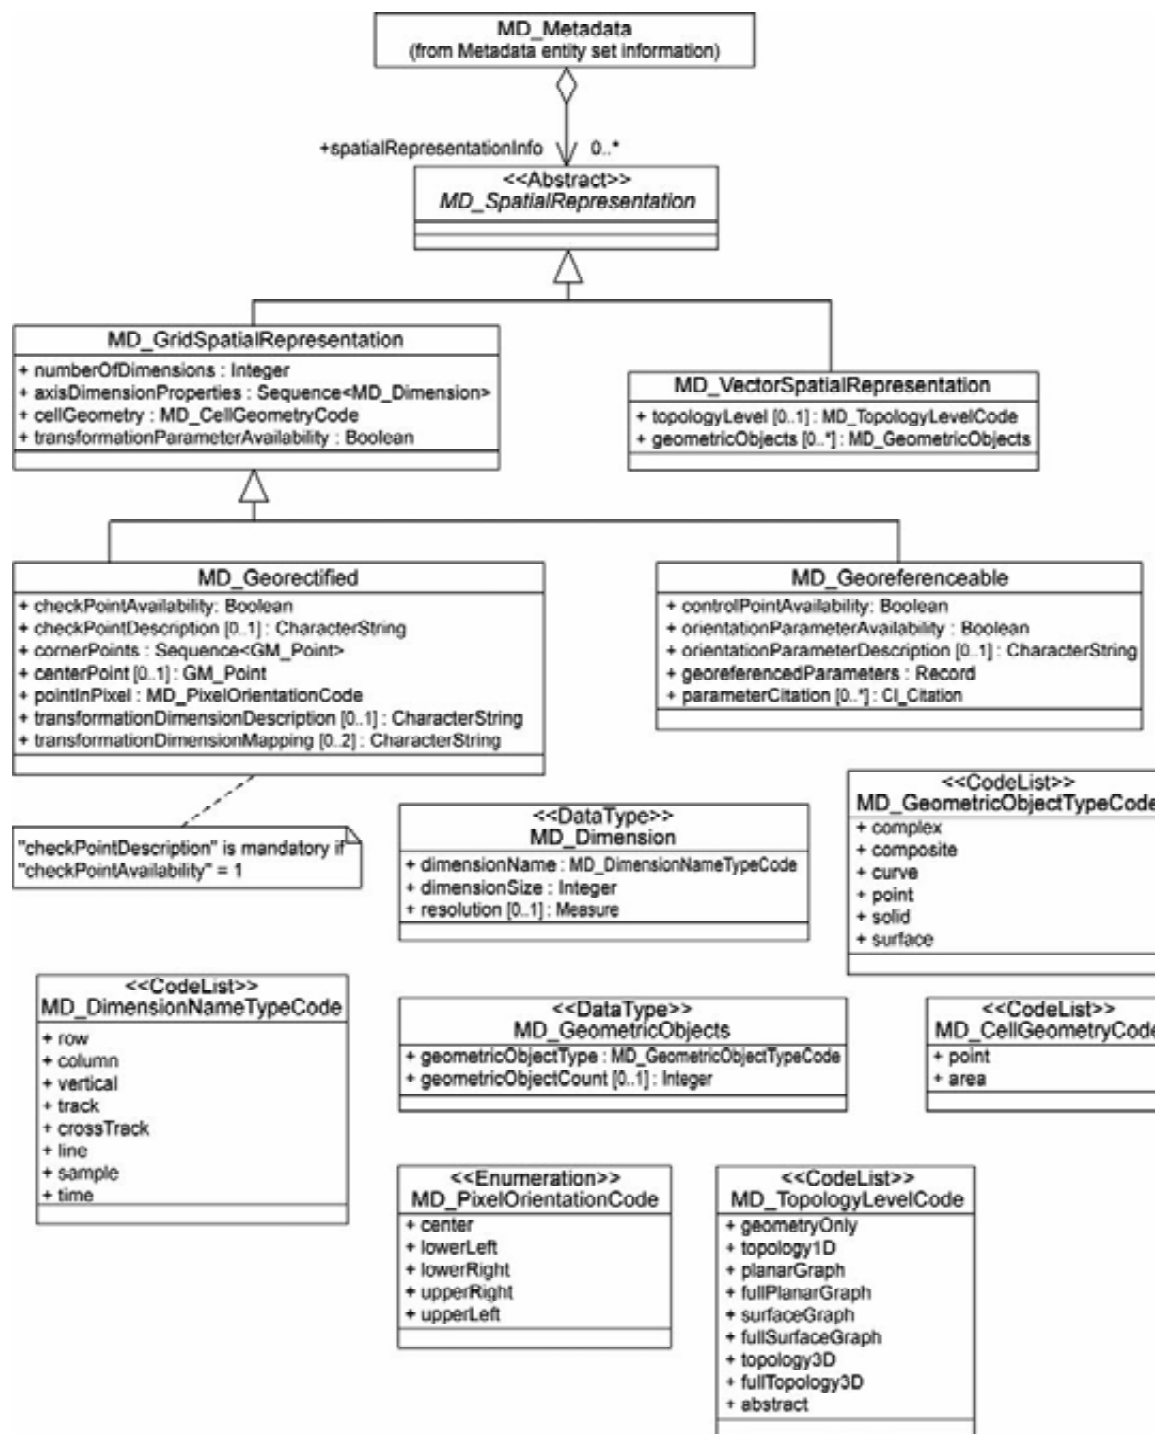 MD_Metadata
(from Metadata entity set information)
+spatialRepresentationInfo 0..*
<<Abstract>>
MD_SpatialRepresentation
MD_GridSpatialRepresentation
+ numberOfDimensions : Integer
+ axisDimensionProperties : Sequence<MD_Dimension>
+ cellGeometry : MD_CellGeometryCode
+ transformationParameterAvailability : Boolean
MD_VectorSpatialRepresentation
+ topologyLevel [0..1] : MD_TopologyLevelCode
+ geometricObjects [0..*] : MD_GeometricObjects
MD_Georectified
+ checkPointAvailability: Boolean
+ checkPointDescription [0..1] : CharacterString
+ cornerPoints : Sequence<GM_Point>
+ centerPoint [0..1] : GM_Point
+ pointInPixel : MD_PixelOrientationCode
+ transformationDimensionDescription [0..1] : CharacterString
+ transformationDimensionMapping [0..2] : CharacterString
MD_Georeferenceable
+ controlPointAvailability: Boolean
+ orientationParameterAvailability : Boolean
+ orientationParameterDescription [0..1] : CharacterString
+ georeferencedParameters : Record
+ parameterCitation [0..*] : CI_Citation
"checkPointDescription" is mandatory if
"checkPointAvailability" = 1
<<DataType>>
MD_Dimension
+ dimensionName : MD_DimensionNameTypeCode
+ dimensionSize : Integer
+ resolution [0..1] : Measure
<<CodeList>>
MD_GeometricObjectTypeCode
+ complex
+ composite
+ curve
+ point
+ solid
+ surface
<<CodeList>>
MD_DimensionNameTypeCode
+ row
+ column
+ vertical
+ track
+ crossTrack
+ line
+ sample
+ time
<<DataType>>
MD_GeometricObjects
+ geometricObjectType : MD_GeometricObjectTypeCode
+ geometricObjectCount [0..1] : Integer
<<CodeList>>
MD_CellGeometryCode
+ point
+ area
<<Enumeration>>
MD_PixelOrientationCode
+ center
+ lowerLeft
+ lowerRight
+ upperRight
+ upperLeft
<<CodeList>>
MD_TopologyLevelCode
+ geometryOnly
+ topology1D
+ planarGraph
+ fullPlanarGraph
+ surfaceGraph
+ fullSurfaceGraph
+ topology3D
+ fullTopology3D
+ abstract